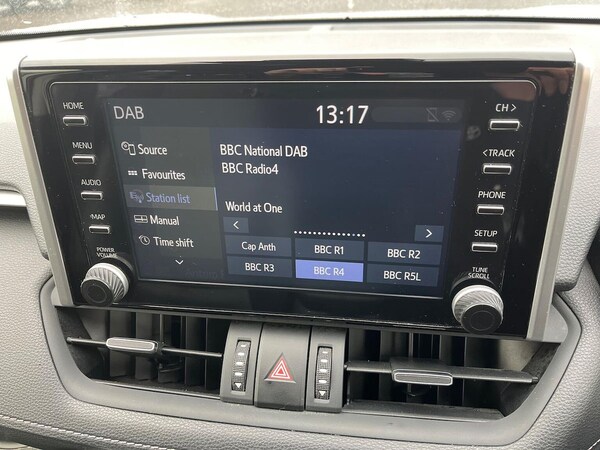 DAB 13:17
HOME
MENU
AUDIO
MAP
POWER
VOLUME
Source
Favourites
Station list
Manual
Time shift
BBC National DAB
BBC Radio4
World at One
Cap Anth BBC R1 BBC R2
BBC R3 BBC R4 BBC R5L
CH >
< TRACK
PHONE
SETUP
TUNE
SCROLL